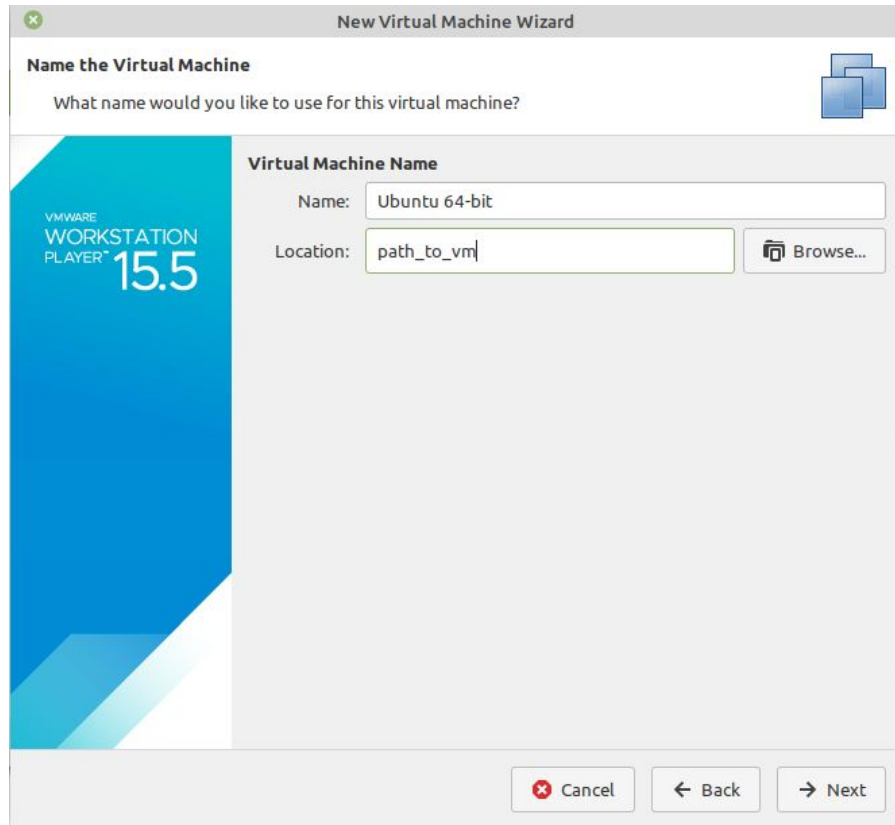 New Virtual Machine Wizard
Name the Virtual Machine
What name would you like to use for this virtual machine?
VMWARE
WORKSTATION
PLAYER™ 15.5
Virtual Machine Name
Name: Ubuntu 64-bit
Location: path_to_vm Browse...
Cancel Back Next